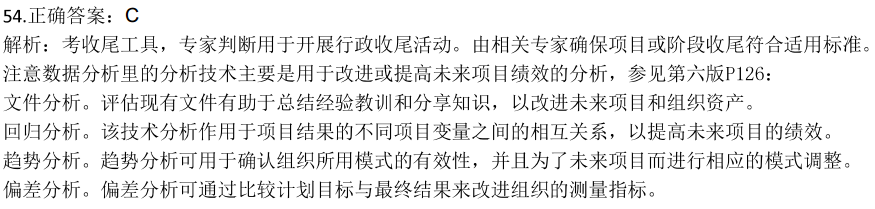 54.正确答案：C
解析：考收尾工具，专家判断用于开展行政收尾活动。由相关专家确保项目或阶段收尾符合适用标准。
注意数据分析里的分析技术主要是用于改进或提高未来项目绩效的分析，参见第六版P126：
文件分析。评估现有文件有助于总结经验教训和分享知识，以改进未来项目和组织资产。
回归分析。该技术分析作用于项目结果的不同项目变量之间的相互关系，以提高未来项目的绩效。
趋势分析。趋势分析可用于确认组织所用模式的有效性，并且为了未来项目而进行相应的模式调整。
偏差分析。偏差分析可通过比较计划目标与最终结果来改进组织的测量指标。